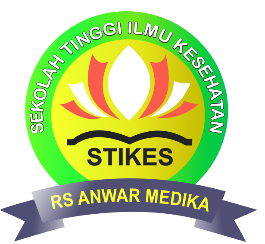 SEKOLAH TINGGI ILMU KESEHATAN
STIKES
RS ANWAR MEDIKA